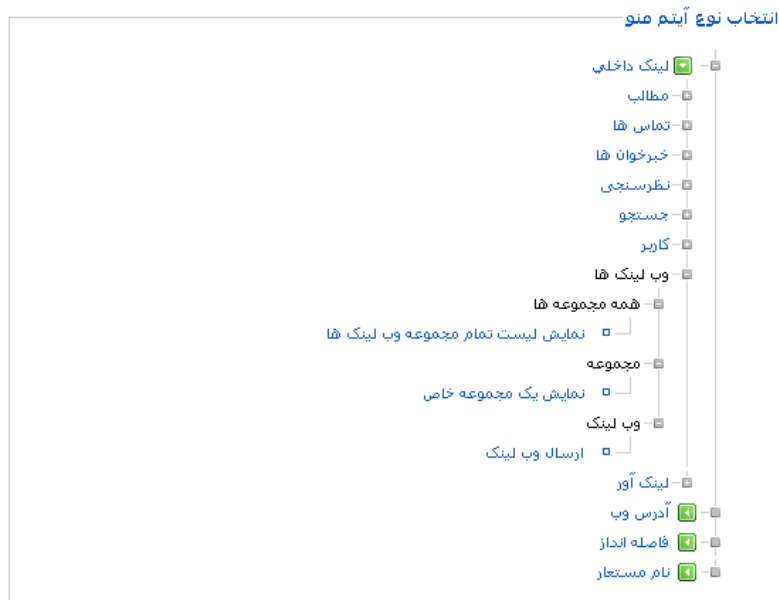 انتخاب نوع آیتم منو
لینک داخلي
مطالب
تماس ها
خبرخوان ها
نظرسنجی
جستجو
کاربر
وب لینک ها
همه مجموعه ها
نمایش لیست تمام مجموعه وب لینک ها
مجموعه
نمایش یک مجموعه خاص
وب لینک
ارسال وب لینک
لینک آور
آدرس وب
فاصله انداز
نام مستعار